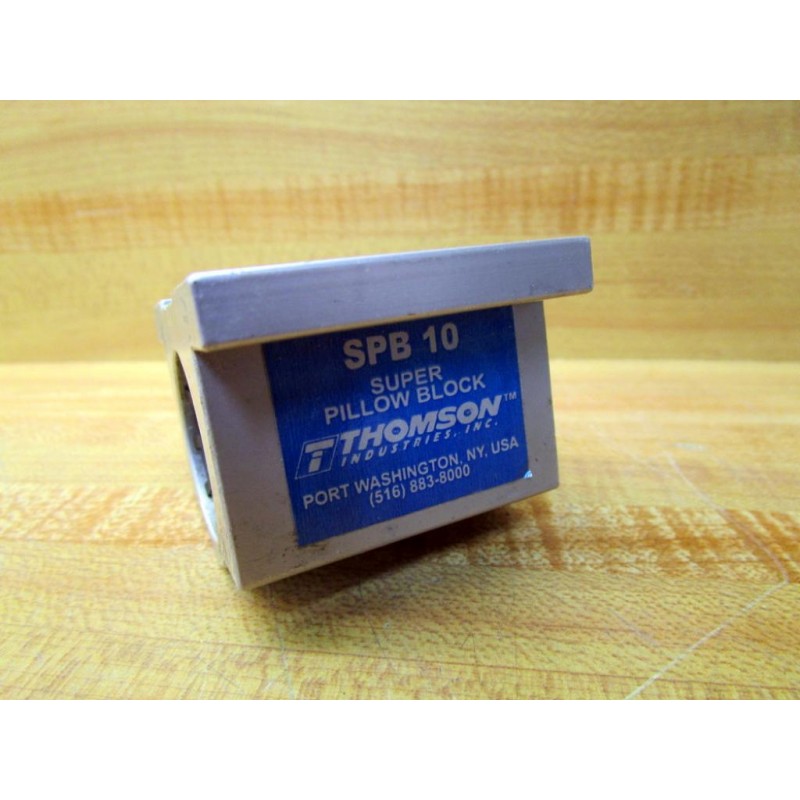 SPB 10
SUPER
PILLOW BLOCK
T THOMSON™
INDUSTRIES, INC.
PORT WASHINGTON, NY, USA
(516) 883-8000